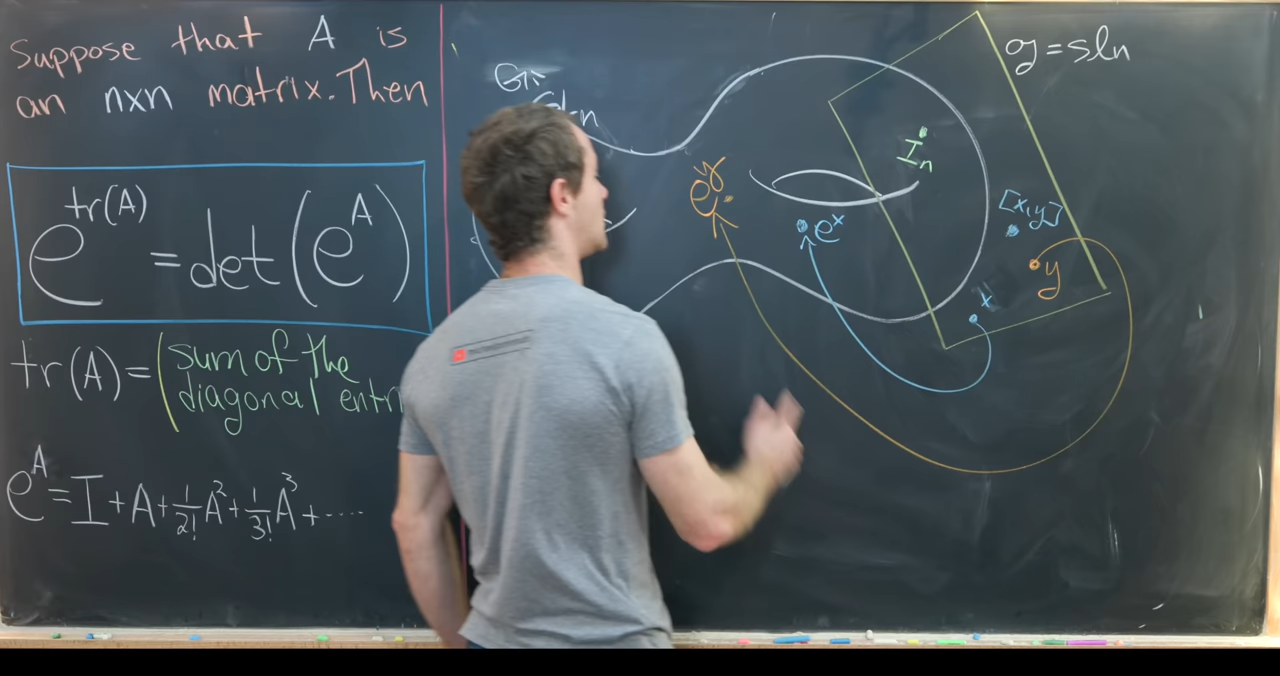 Suppose that A is
an nxn matrix. Then
e^tr(A) = det(e^A)
tr(A) = (sum of the
diagonal entr
e^A = I + A + 1/2! A^2 + 1/3! A^3 + ....
𝔤 = sln
I_n
e^y
e^x
[x,y]
y
x